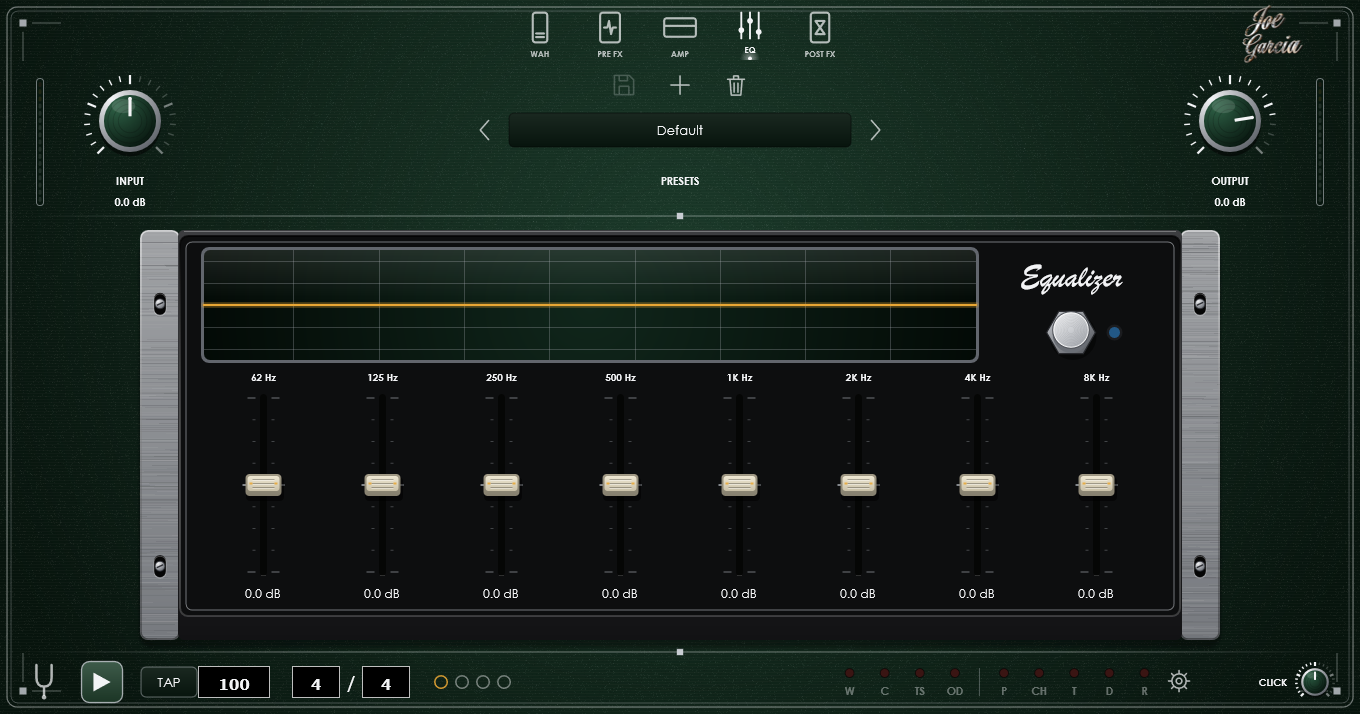 WAH PRE FX AMP EQ POST FX
Joe
Garcia
Default
INPUT PRESETS OUTPUT
0.0 dB 0.0 dB
Equalizer
62 Hz 125 Hz 250 Hz 500 Hz 1K Hz 2K Hz 4K Hz 8K Hz
0.0 dB 0.0 dB 0.0 dB 0.0 dB 0.0 dB 0.0 dB 0.0 dB 0.0 dB
TAP 100 4 / 4 CLICK
W C TS OD P CH T D R